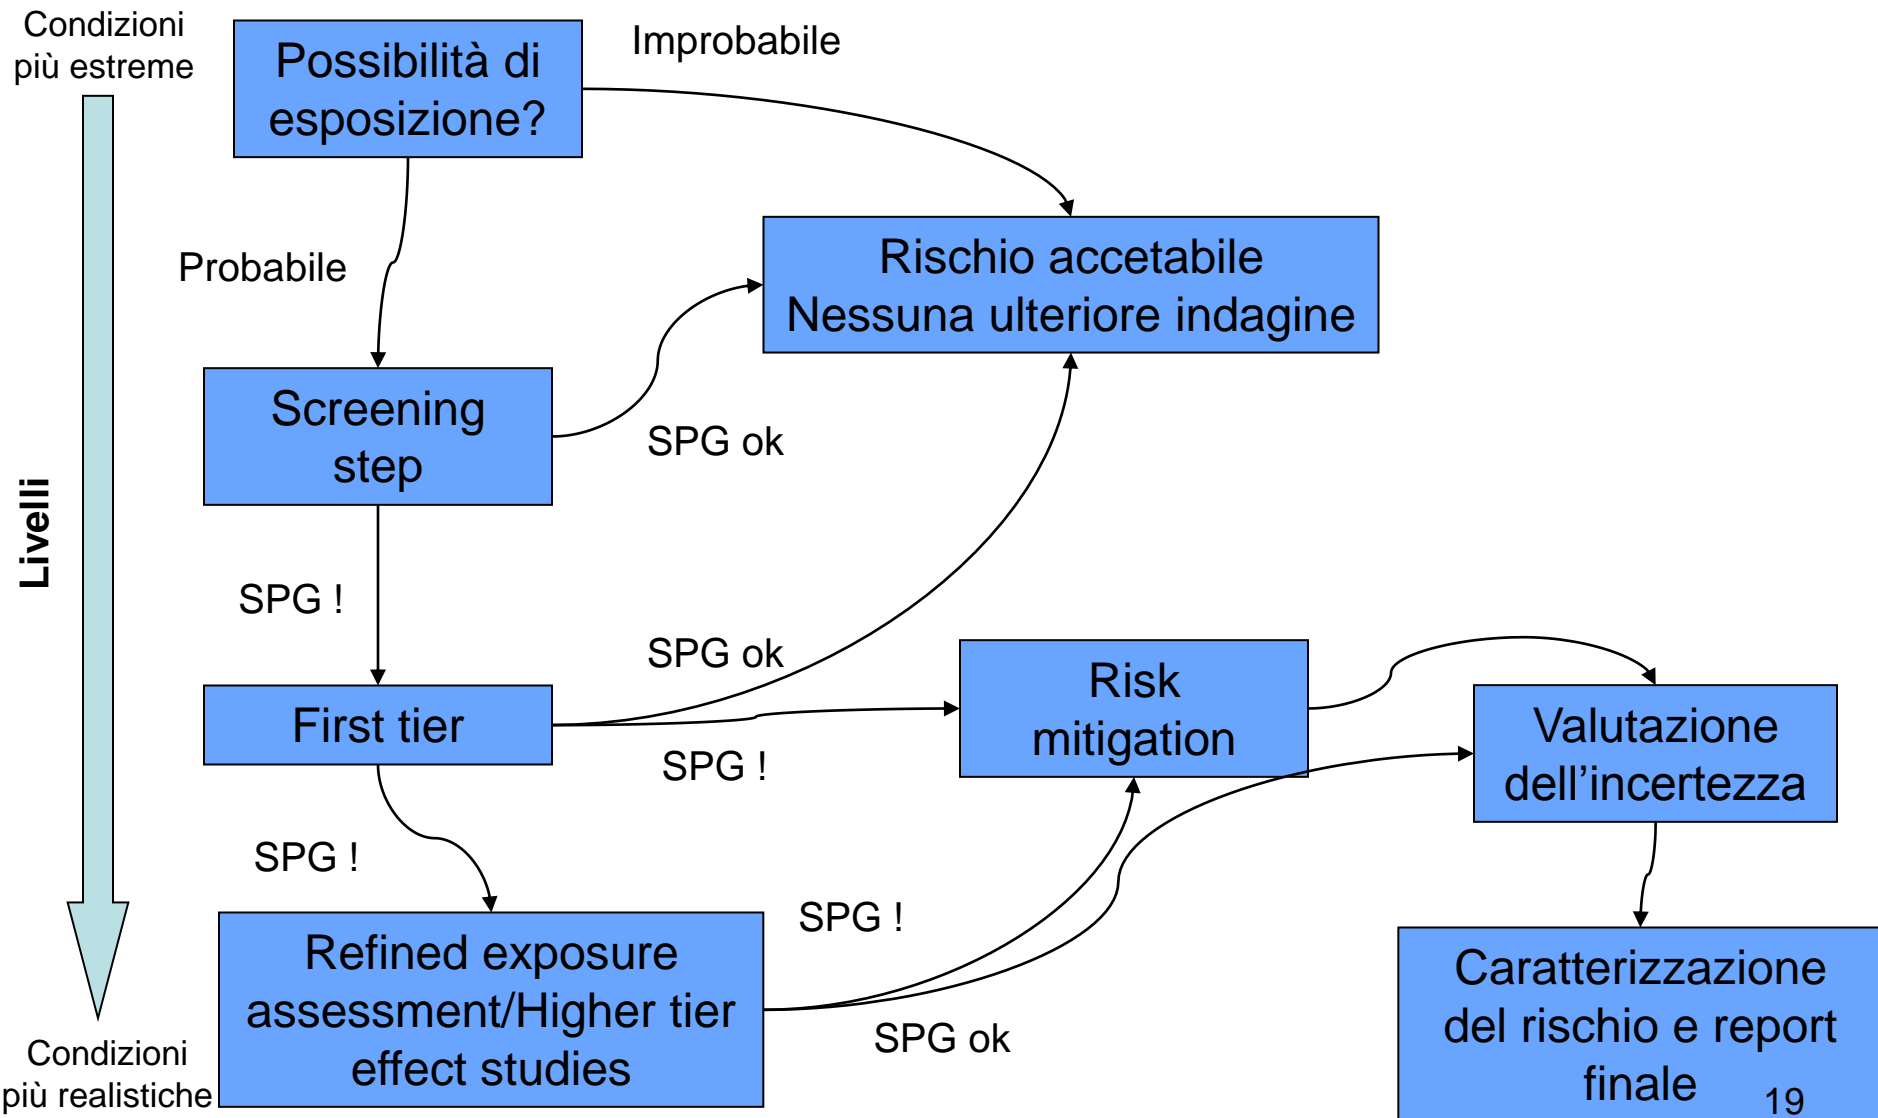 Condizioni
più estreme
Possibilità di
esposizione?
Improbabile
Probabile
Rischio accetabile
Nessuna ulteriore indagine
Screening
step
SPG ok
Livelli
SPG !
SPG ok
First tier
Risk
mitigation
SPG !
Valutazione
dell’incertezza
SPG !
SPG !
Refined exposure
assessment/Higher tier
effect studies
SPG ok
Caratterizzazione
del rischio e report
finale
Condizioni
più realistiche
19